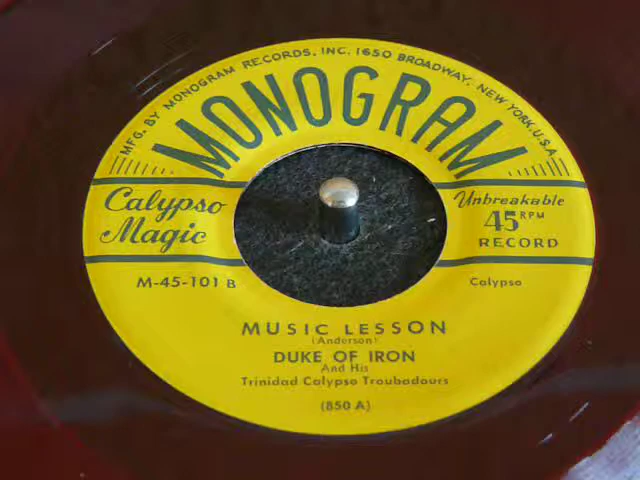 MFG. BY MONOGRAM RECORDS, INC. 1650 BROADWAY, NEW YORK U.S.A.
MONOGRAM
Calypso
Magic
Unbreakable
45 RPM
RECORD
M-45-101 B
Calypso
MUSIC LESSON
(Anderson)
DUKE OF IRON
And His
Trinidad Calypso Troubadours
(850 A)